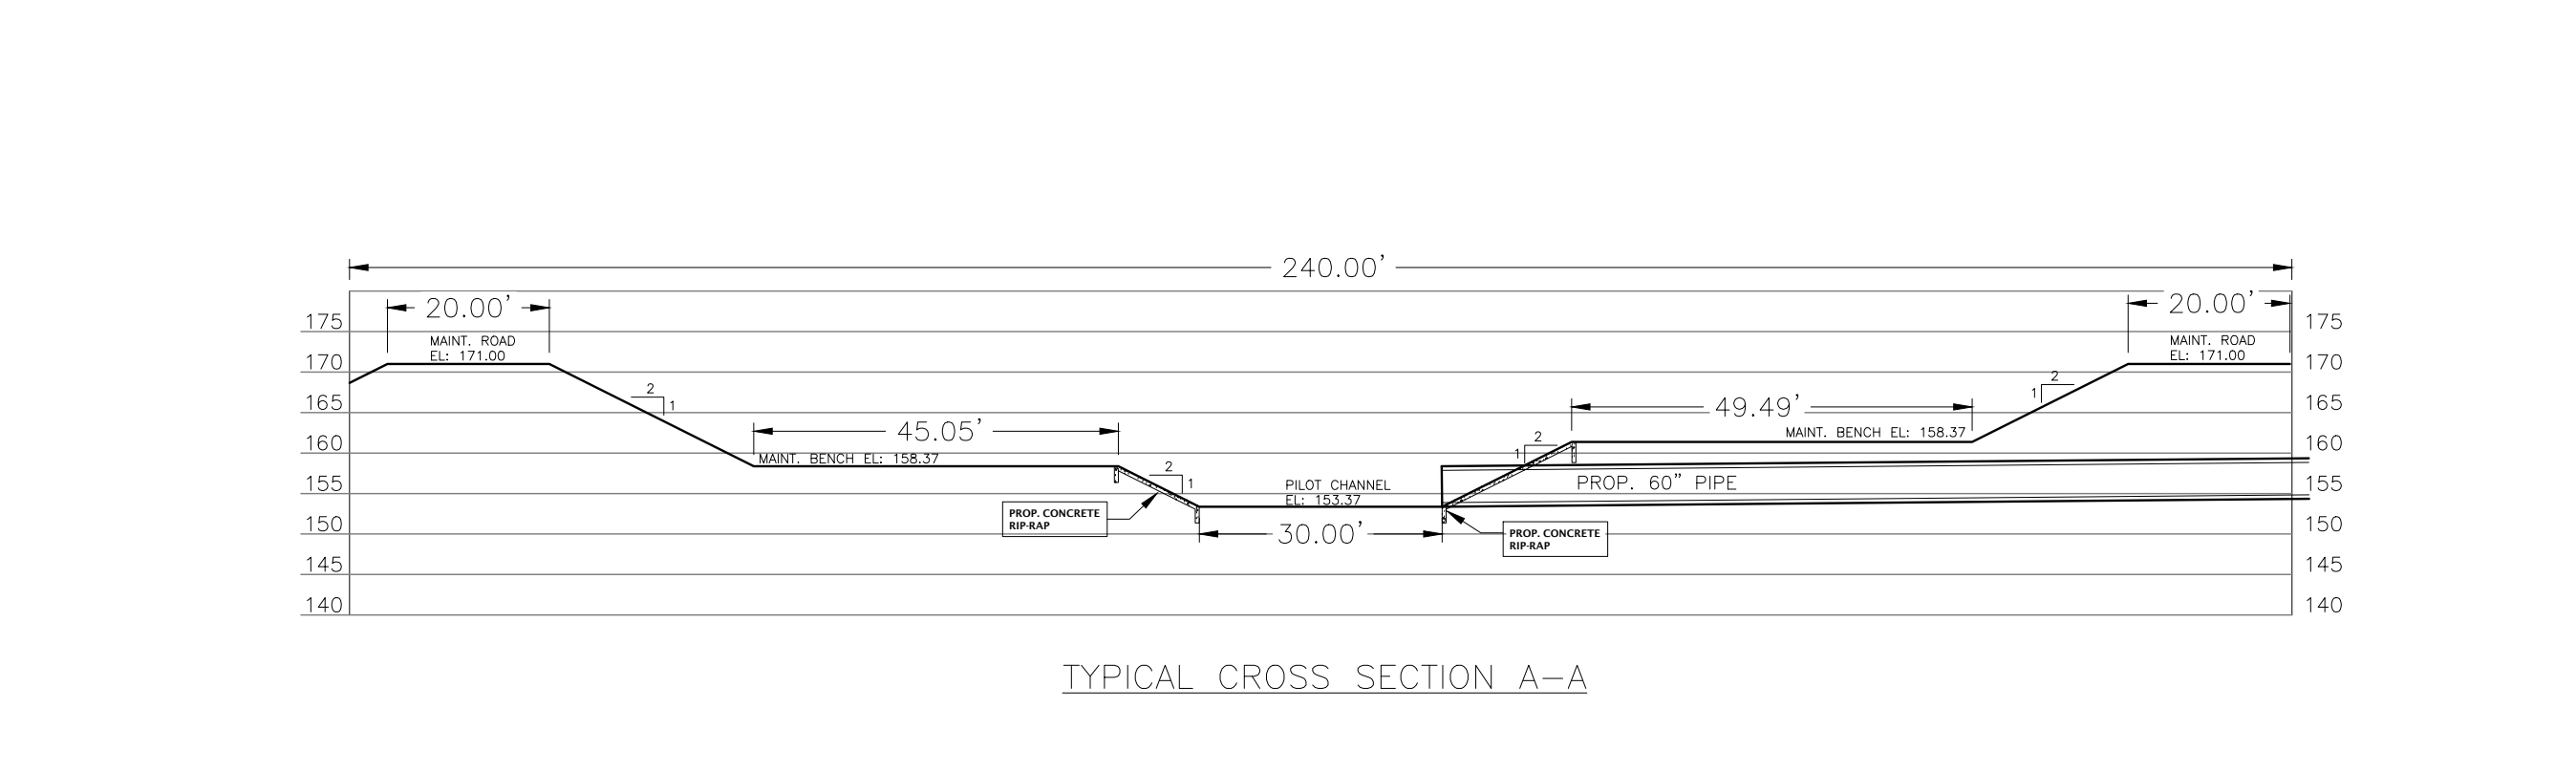 240.00'
20.00'
20.00'
175
175
MAINT. ROAD
EL: 171.00
MAINT. ROAD
EL: 171.00
170
170
2
1
2
1
165
165
49.49'
45.05'
MAINT. BENCH EL: 158.37
160
160
2
1
MAINT. BENCH EL: 158.37
2
1
155
155
PILOT CHANNEL
EL: 153.37
PROP. 60” PIPE
PROP. CONCRETE
RIP-RAP
150
150
30.00'
PROP. CONCRETE
RIP-RAP
145
145
140
140
TYPICAL CROSS SECTION A-A